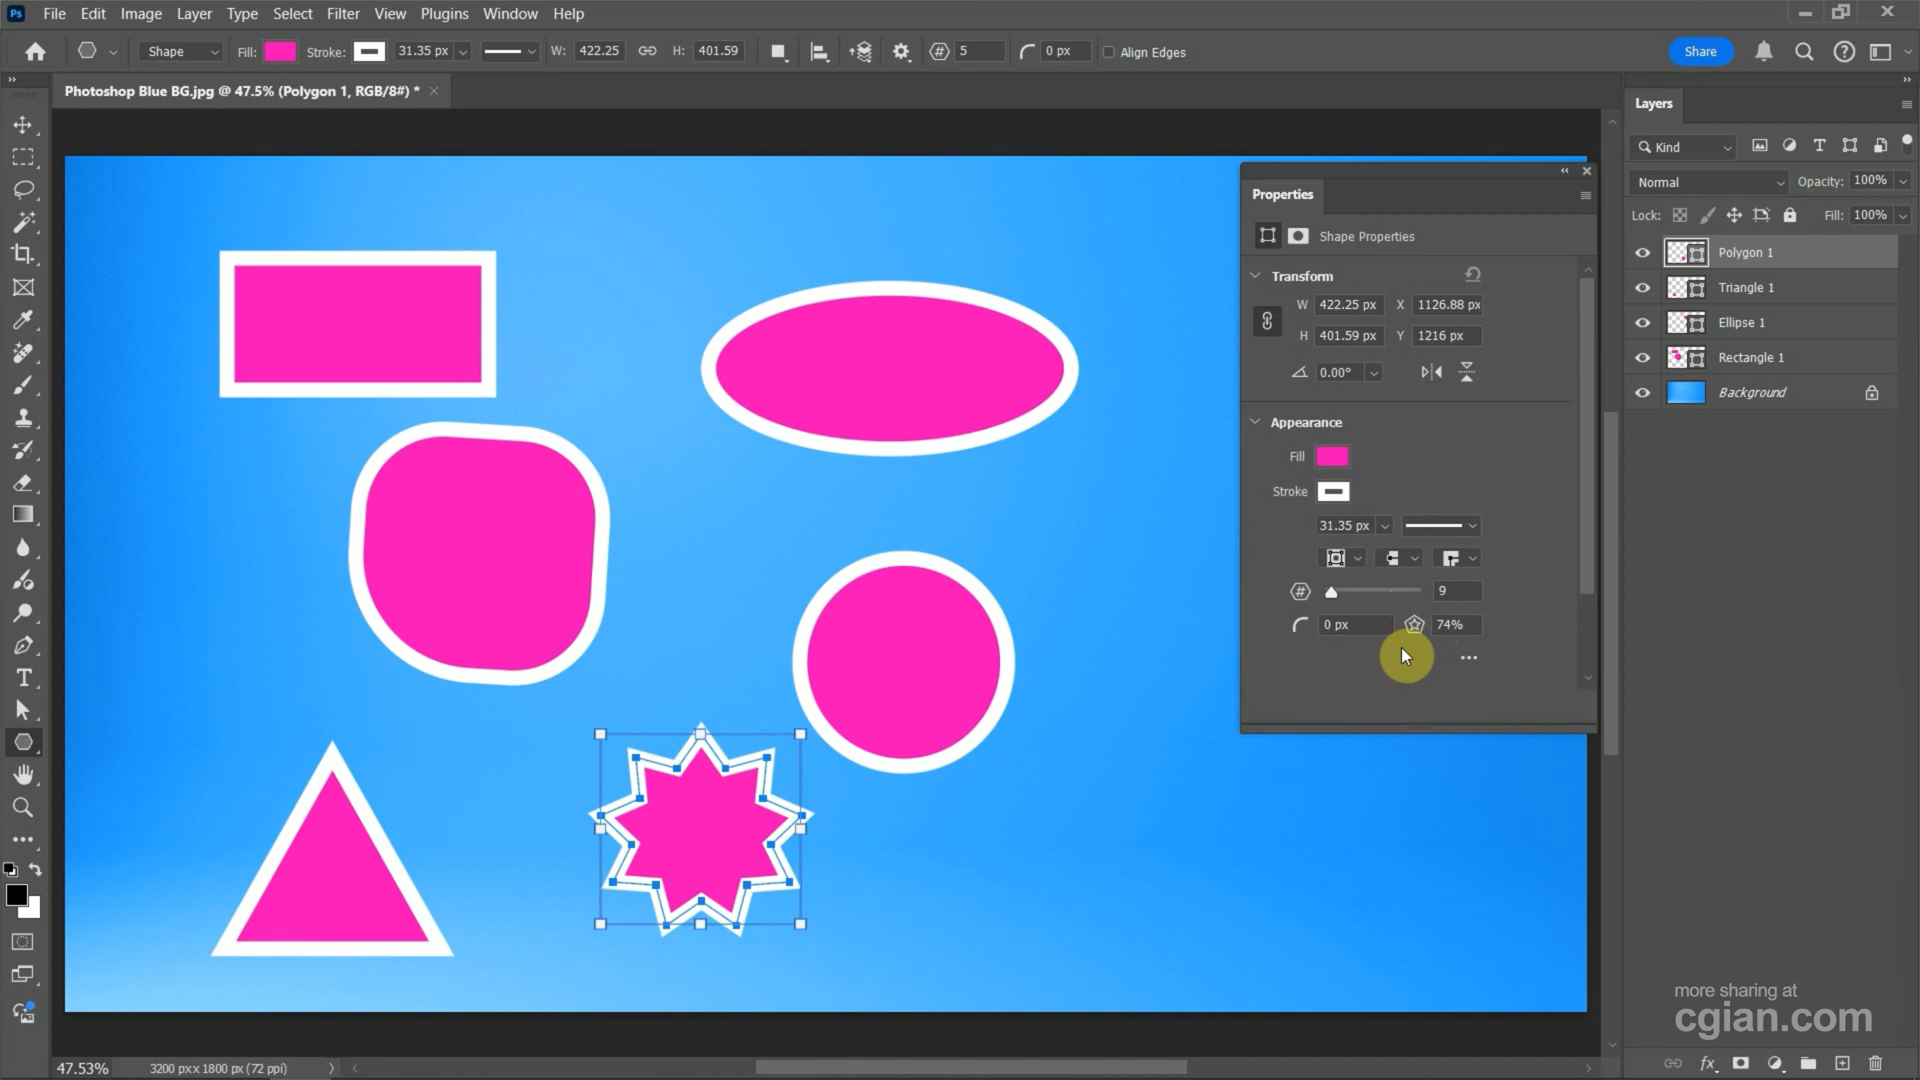 Ps File Edit Image Layer Type Select Filter View Plugins Window Help
Shape Fill: Stroke: 31.35 px W: 422.25 H: 401.59 5 0 px Align Edges Share
Photoshop Blue BG.jpg @ 47.5% (Polygon 1, RGB/8#) *
Layers
Kind
Normal Opacity: 100%
Lock: Fill: 100%
Polygon 1
Triangle 1
Ellipse 1
Rectangle 1
Background
Properties
Shape Properties
Transform
W 422.25 px X 1126.88 px
H 401.59 px Y 1216 px
0.00°
Appearance
Fill
Stroke
31.35 px
9
0 px 74%
more sharing at
cgian.com
47.53% 3200 px x 1800 px (72 ppi)